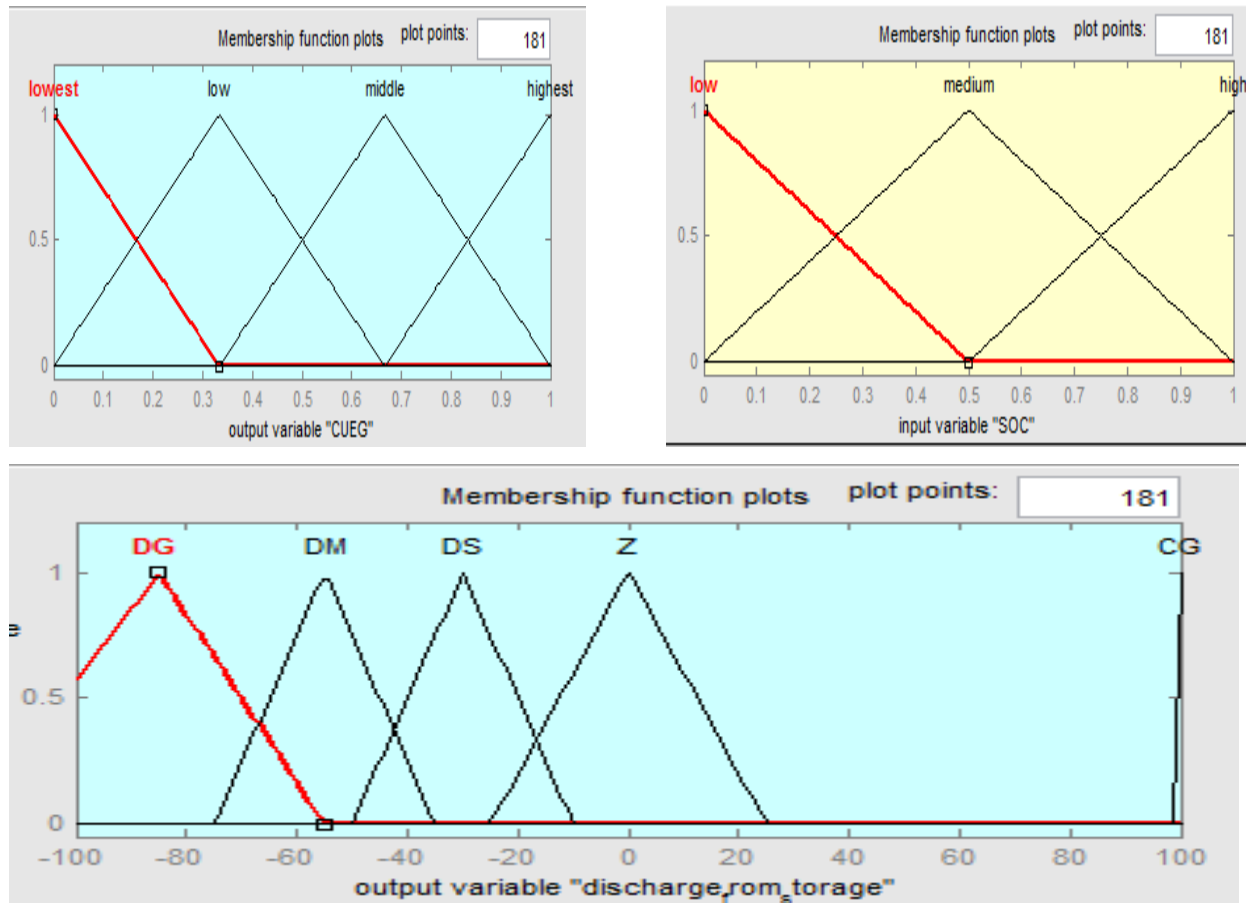 Membership function plots plot points: 181
lowest low middle highest
1
0.5
0
0 0.1 0.2 0.3 0.4 0.5 0.6 0.7 0.8 0.9 1
output variable "CUEG"
Membership function plots plot points: 181
low medium high
1
0.5
0
0 0.1 0.2 0.3 0.4 0.5 0.6 0.7 0.8 0.9 1
input variable "SOC"
Membership function plots plot points: 181
DG DM DS Z CG
1
e
0.5
0
-100 -80 -60 -40 -20 0 20 40 60 80 100
output variable "discharge_from_storage"